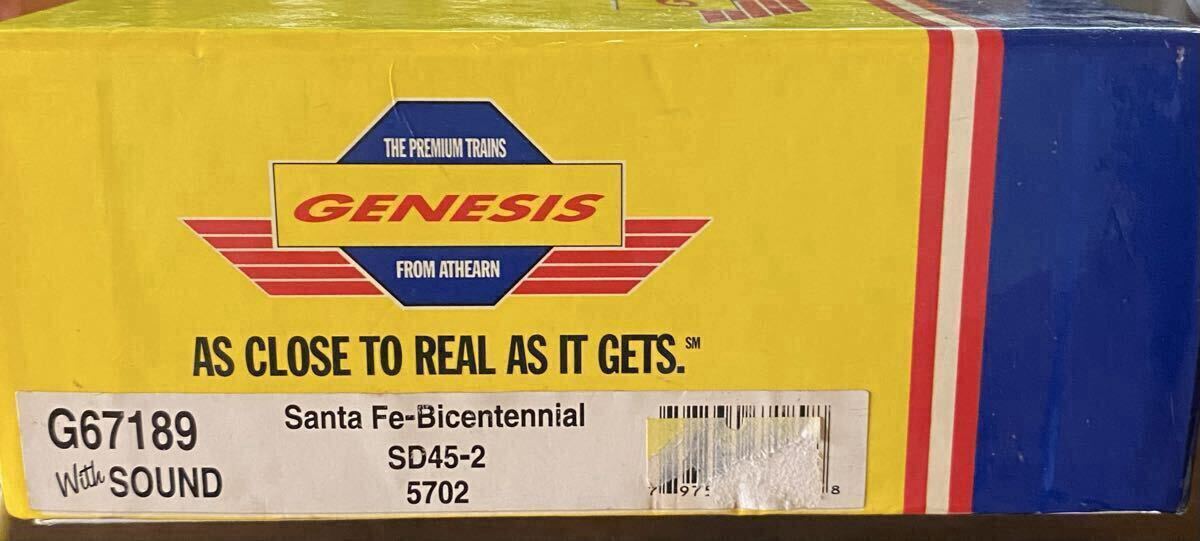 THE PREMIUM TRAINS
GENESIS
FROM ATHEARN
AS CLOSE TO REAL AS IT GETS.℠
G67189
With SOUND
Santa Fe-Bicentennial
SD45-2
5702
8